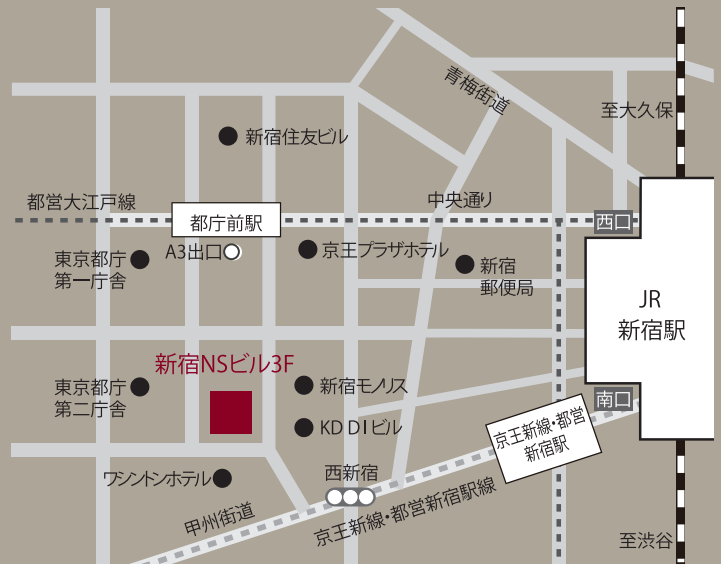 青梅街道
至大久保
新宿住友ビル
都営大江戸線
中央通り
都庁前駅
西口
A3出口
東京都庁
第一庁舎
京王プラザホテル
新宿
郵便局
JR
新宿駅
新宿NSビル3F
東京都庁
第二庁舎
新宿モノリス
南口
KDDIビル
京王新線・都営
新宿駅
西新宿
ワシントンホテル
甲州街道
京王新線・都営新宿駅線
至渋谷